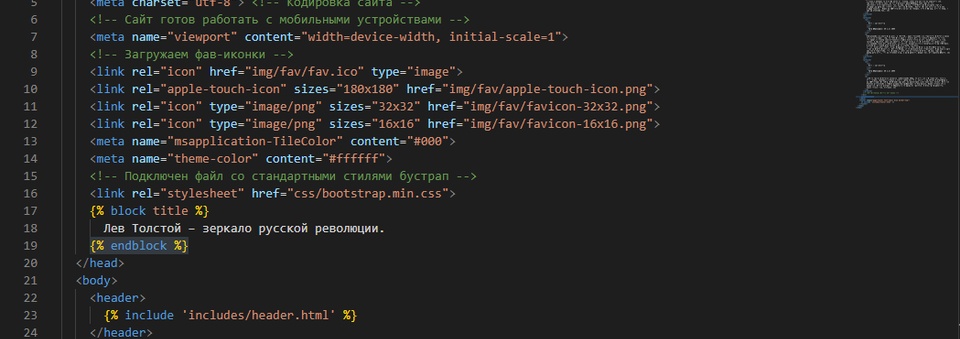 5 <meta charset="utf-8"> <!-- Кодировка сайта -->
6 <!-- Сайт готов работать с мобильными устройствами -->
7 <meta name="viewport" content="width=device-width, initial-scale=1">
8 <!-- Загружаем фав-иконки -->
9 <link rel="icon" href="img/fav/fav.ico" type="image">
10 <link rel="apple-touch-icon" sizes="180x180" href="img/fav/apple-touch-icon.png">
11 <link rel="icon" type="image/png" sizes="32x32" href="img/fav/favicon-32x32.png">
12 <link rel="icon" type="image/png" sizes="16x16" href="img/fav/favicon-16x16.png">
13 <meta name="msapplication-TileColor" content="#000">
14 <meta name="theme-color" content="#ffffff">
15 <!-- Подключен файл со стандартными стилями бустрап -->
16 <link rel="stylesheet" href="css/bootstrap.min.css">
17 {% block title %}
18 Лев Толстой – зеркало русской революции.
19 {% endblock %}
20 </head>
21 <body>
22 <header>
23 {% include 'includes/header.html' %}
24 </header>